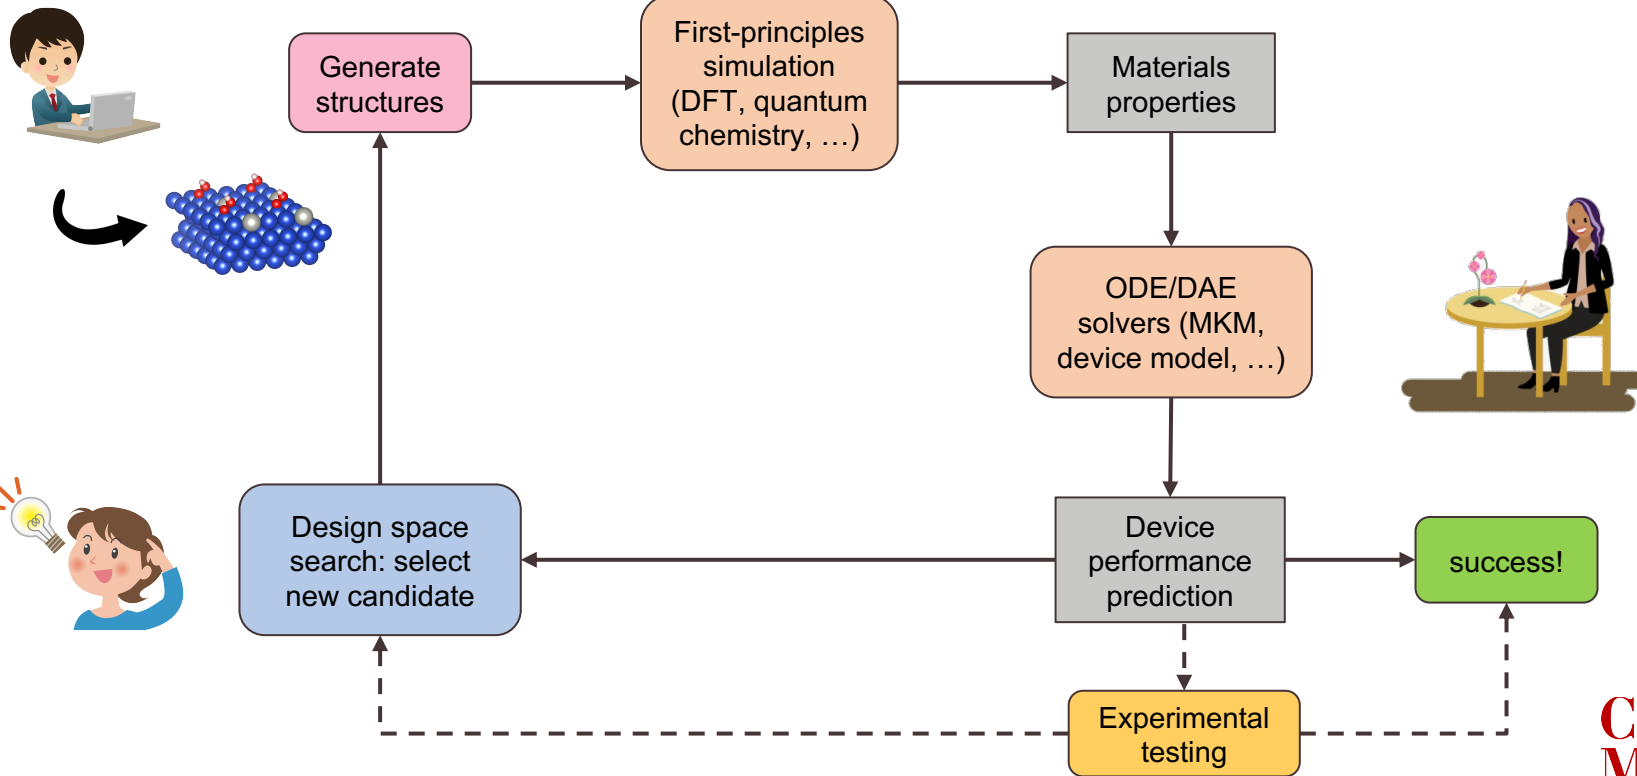 Generate
structures
First-principles
simulation
(DFT, quantum
chemistry, …)
Materials
properties
ODE/DAE
solvers (MKM,
device model, …)
Design space
search: select
new candidate
Device
performance
prediction
success!
Experimental
testing